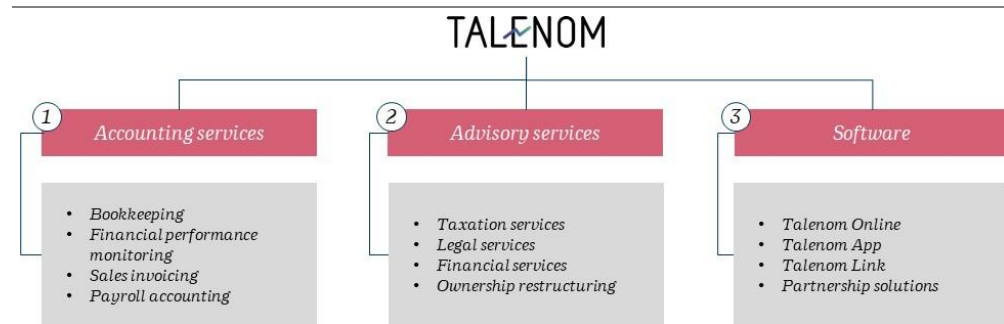 TALENOM
1
Accounting services
• Bookkeeping
• Financial performance
monitoring
• Sales invoicing
• Payroll accounting
2
Advisory services
• Taxation services
• Legal services
• Financial services
• Ownership restructuring
3
Software
• Talenom Online
• Talenom App
• Talenom Link
• Partnership solutions